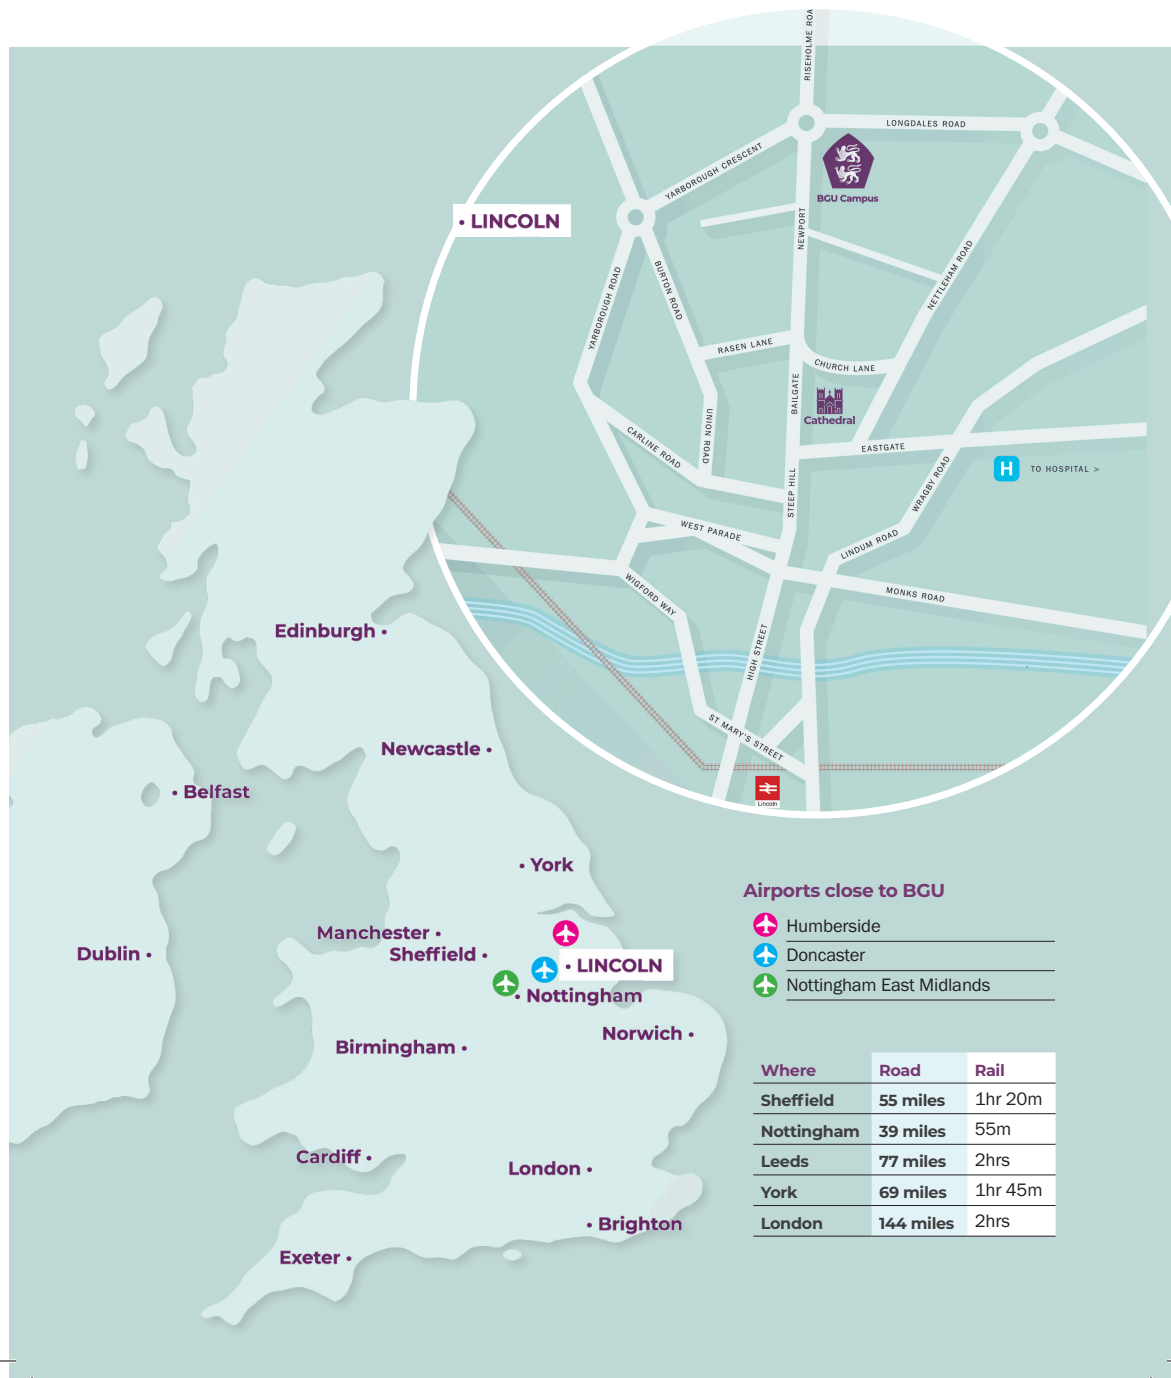 RISEHOLME ROA
LONGDALES ROAD
YARBOROUGH CRESCENT
BGU Campus
• LINCOLN
NEWPORT
NETTLEHAM ROAD
BURTON ROAD
YARBOROUGH ROAD
RASEN LANE
CHURCH LANE
BAILGATE
Cathedral
UNION ROAD
CARLINE ROAD
EASTGATE
H TO HOSPITAL >
STEEP HILL
WRAGBY ROAD
WEST PARADE
LINDUM ROAD
WIGFORD WAY
MONKS ROAD
HIGH STREET
ST MARY'S STREET
Lincoln
Edinburgh •
Newcastle •
• Belfast
• York
Manchester •
Sheffield •
Dublin •
• LINCOLN
• Nottingham
Norwich •
Birmingham •
Cardiff •
London •
• Brighton
Exeter •
Airports close to BGU
Humberside
Doncaster
Nottingham East Midlands
Where Road Rail
Sheffield 55 miles 1hr 20m
Nottingham 39 miles 55m
Leeds 77 miles 2hrs
York 69 miles 1hr 45m
London 144 miles 2hrs